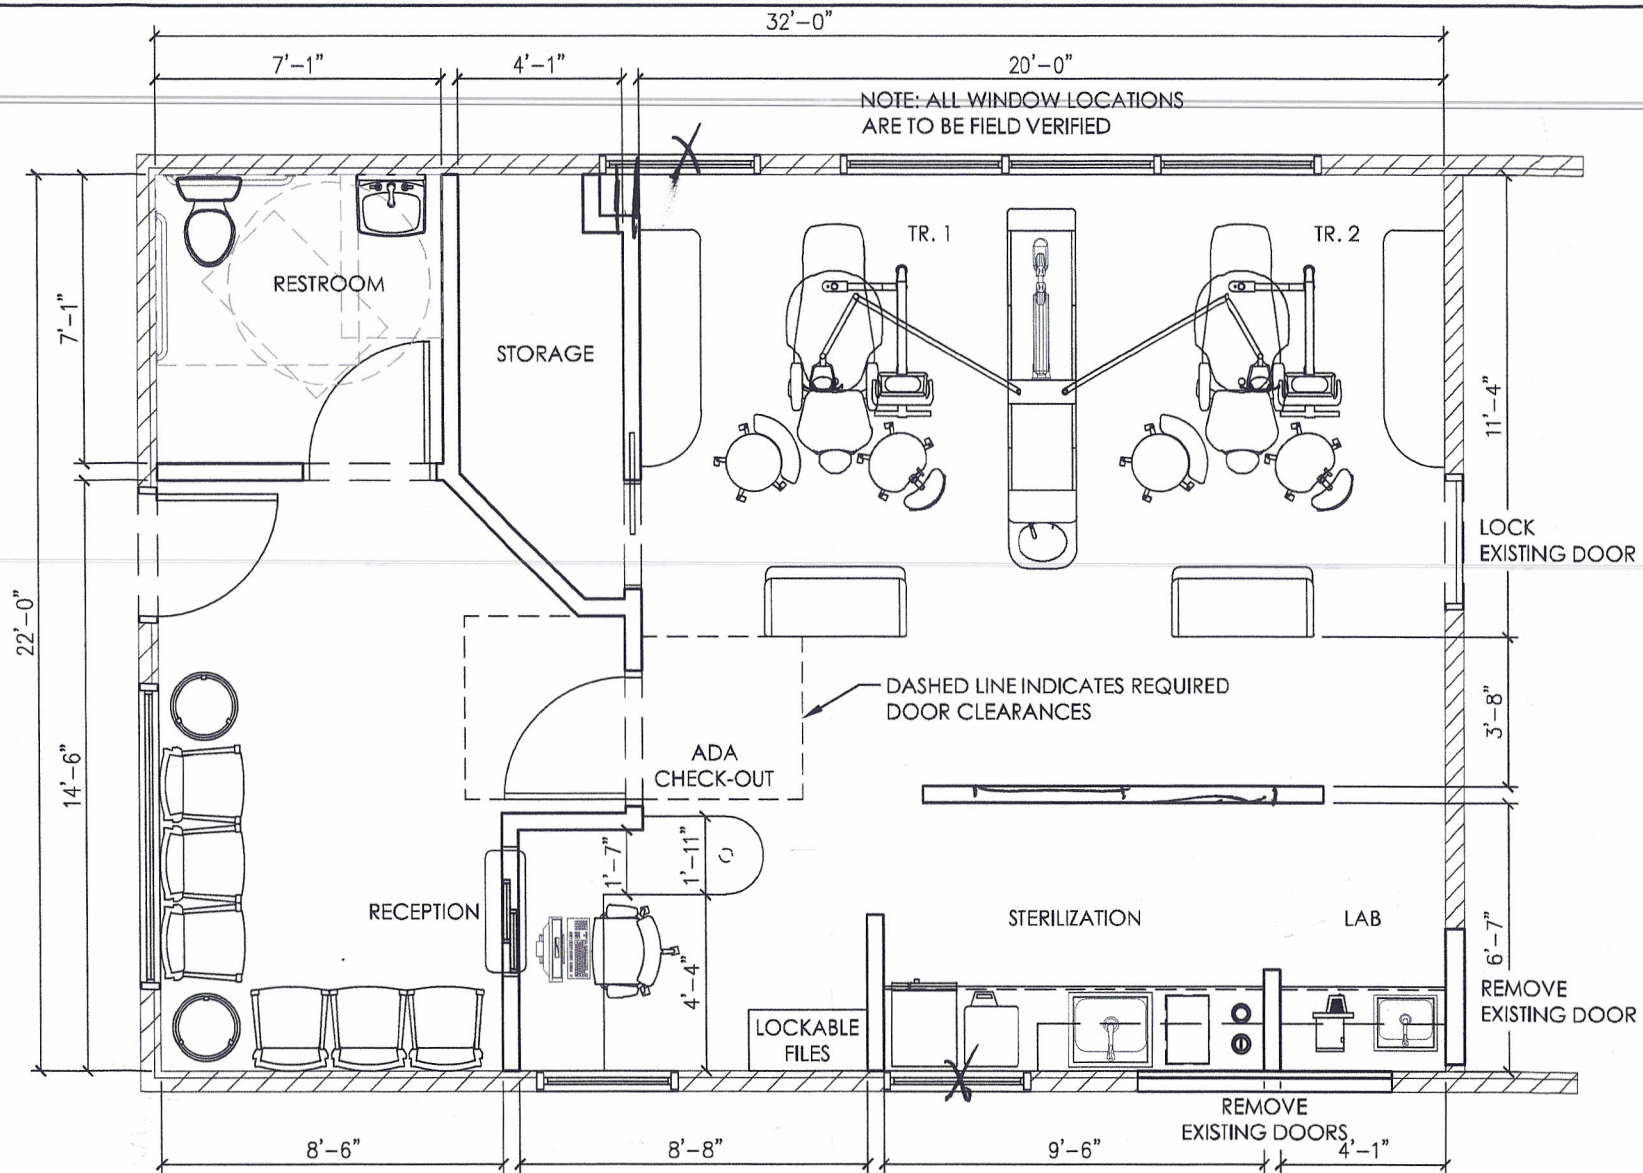 32'-0"
7'-1"
4'-1"
20'-0"
NOTE: ALL WINDOW LOCATIONS
ARE TO BE FIELD VERIFIED
TR. 1
TR. 2
RESTROOM
7'-1"
STORAGE
11'-4"
LOCK
EXISTING DOOR
22'-0"
DASHED LINE INDICATES REQUIRED
DOOR CLEARANCES
3'-8"
ADA
CHECK-OUT
14'-6"
1'-7"
1'-11"
RECEPTION
STERILIZATION
LAB
6'-7"
4'-4"
REMOVE
EXISTING DOOR
LOCKABLE
FILES
REMOVE
EXISTING DOORS
8'-6"
8'-8"
9'-6"
4'-1"